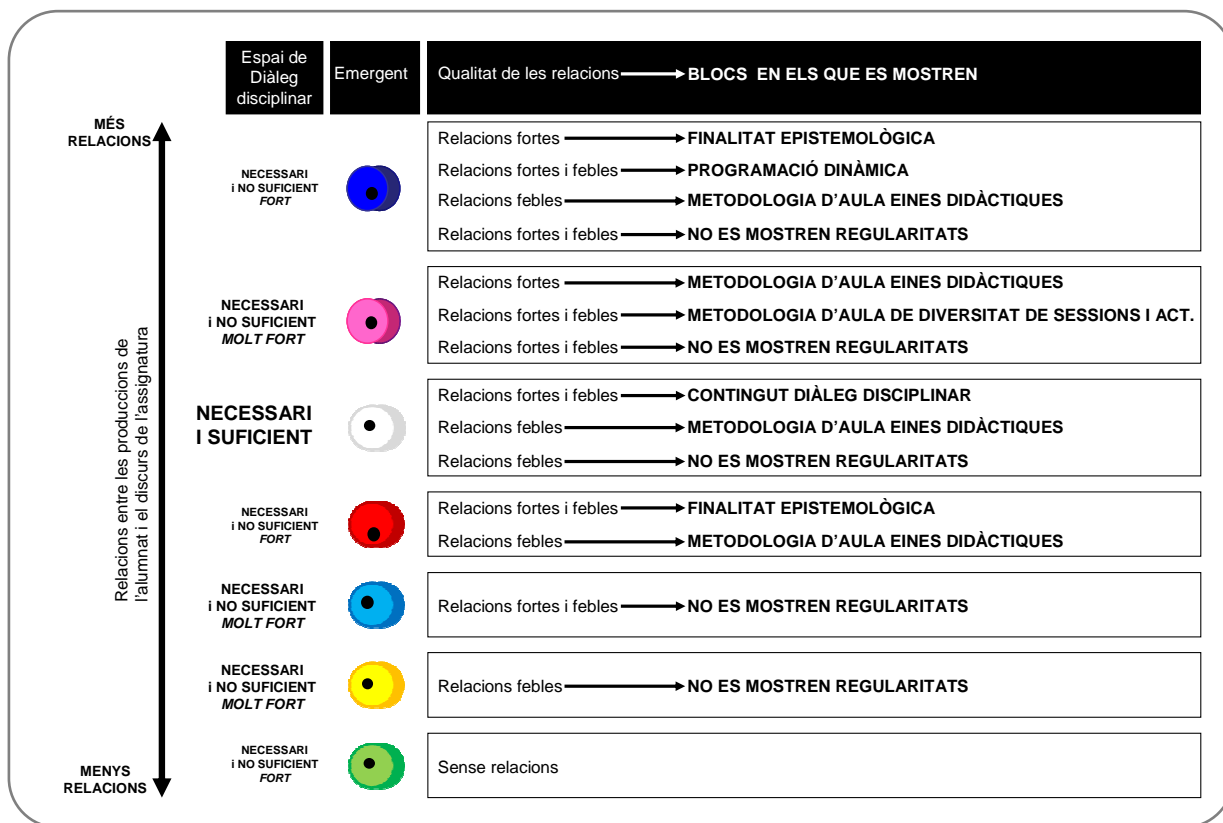 Espai de
Diàleg
disciplinar
Emergent
Qualitat de les relacions
BLOCS EN ELS QUE ES MOSTREN
MÉS
RELACIONS
Relacions entre les produccions de
l'alumnat i el discurs de l'assignatura
MENYS
RELACIONS
NECESSARI
i NO SUFICIENT
FORT
Relacions fortes
FINALITAT EPISTEMOLÒGICA
Relacions fortes i febles
PROGRAMACIÓ DINÀMICA
Relacions febles
METODOLOGIA D'AULA EINES DIDÀCTIQUES
Relacions fortes i febles
NO ES MOSTREN REGULARITATS
NECESSARI
i NO SUFICIENT
MOLT FORT
Relacions fortes
METODOLOGIA D'AULA EINES DIDÀCTIQUES
Relacions fortes i febles
METODOLOGIA D'AULA DE DIVERSITAT DE SESSIONS I ACT.
Relacions fortes i febles
NO ES MOSTREN REGULARITATS
NECESSARI
I SUFICIENT
Relacions fortes i febles
CONTINGUT DIÀLEG DISCIPLINAR
Relacions febles
METODOLOGIA D'AULA EINES DIDÀCTIQUES
Relacions febles
NO ES MOSTREN REGULARITATS
NECESSARI
i NO SUFICIENT
FORT
Relacions fortes i febles
FINALITAT EPISTEMOLÒGICA
Relacions febles
METODOLOGIA D'AULA EINES DIDÀCTIQUES
NECESSARI
i NO SUFICIENT
MOLT FORT
Relacions fortes i febles
NO ES MOSTREN REGULARITATS
NECESSARI
i NO SUFICIENT
MOLT FORT
Relacions febles
NO ES MOSTREN REGULARITATS
NECESSARI
i NO SUFICIENT
FORT
Sense relacions